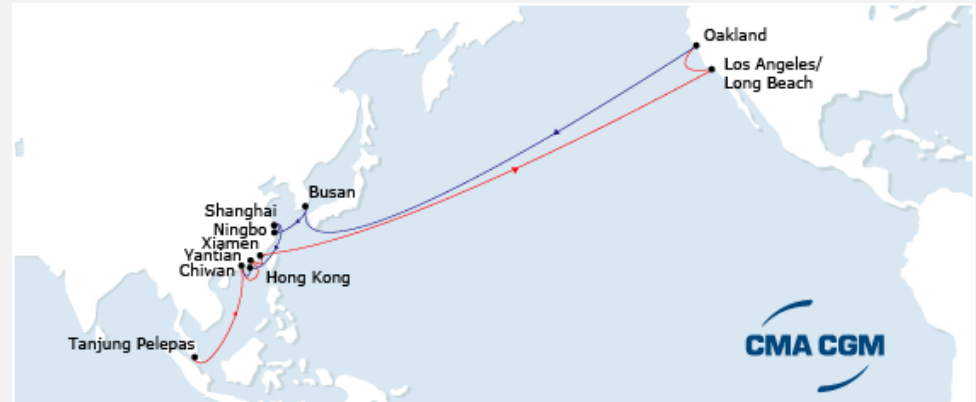 Oakland
Los Angeles/
Long Beach
Busan
Shanghai
Ningbo
Xiamen
Yantian
Chiwan
Hong Kong
Tanjung Pelepas
CMA CGM